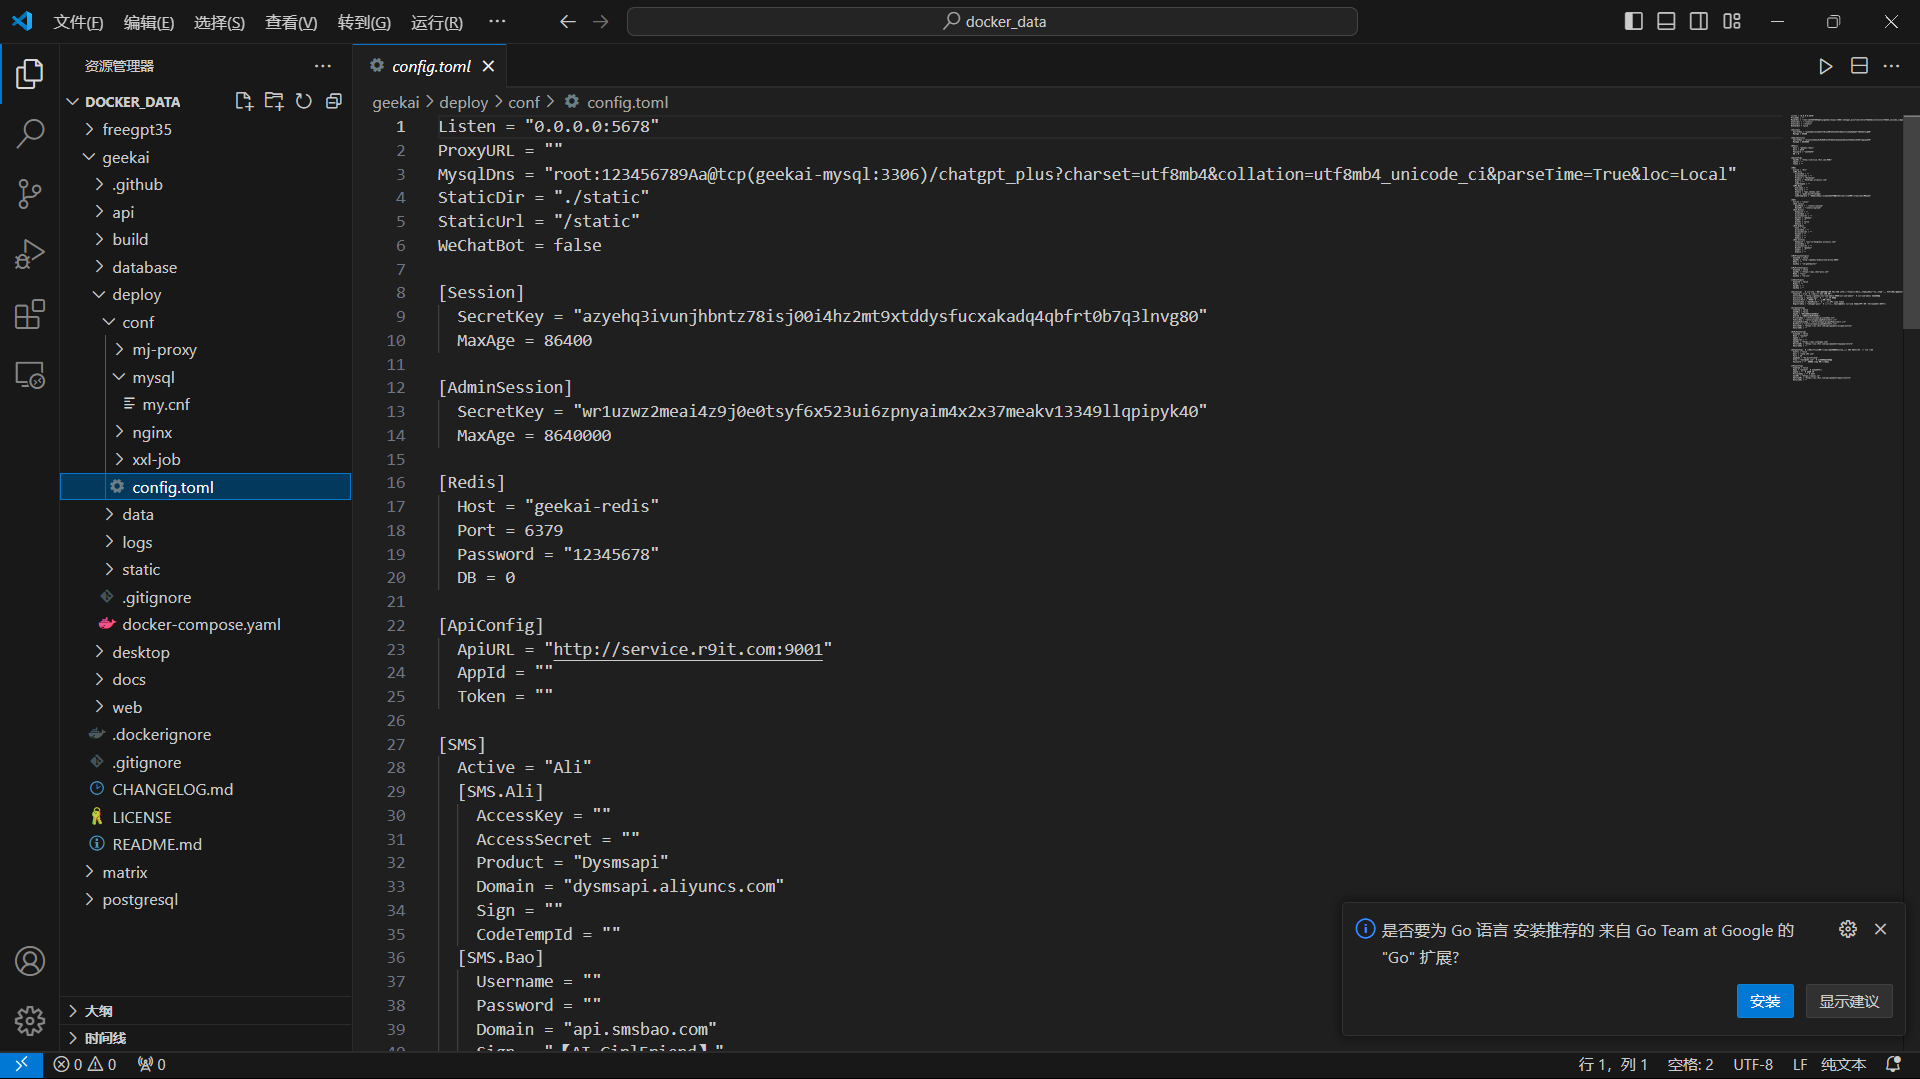 文件(F) 编辑(E) 选择(S) 查看(V) 转到(G) 运行(R) ··· docker_data
资源管理器 ···
DOCKER_DATA
freegpt35
geekai
.github
api
build
database
deploy
conf
mj-proxy
mysql
my.cnf
nginx
xxl-job
config.toml
data
logs
static
.gitignore
docker-compose.yaml
desktop
docs
web
.dockerignore
.gitignore
CHANGELOG.md
LICENSE
README.md
matrix
postgresql
大纲
时间线
config.toml
geekai > deploy > conf > config.toml
1 Listen = "0.0.0.0:5678"
2 ProxyURL = ""
3 MysqlDns = "root:123456789Aa@tcp(geekai-mysql:3306)/chatgpt_plus?charset=utf8mb4&collation=utf8mb4_unicode_ci&parseTime=True&loc=Local"
4 StaticDir = "./static"
5 StaticUrl = "/static"
6 WeChatBot = false
7
8 [Session]
9 SecretKey = "azyehq3ivunjhbntz78isj00i4hz2mt9xtddysfucxakadq4qbfrt0b7q3lnvg80"
10 MaxAge = 86400
11
12 [AdminSession]
13 SecretKey = "wr1uzwz2meai4z9j0e0tsyf6x523ui6zpnyaim4x2x37meakv13349llqpipyk40"
14 MaxAge = 8640000
15
16 [Redis]
17 Host = "geekai-redis"
18 Port = 6379
19 Password = "12345678"
20 DB = 0
21
22 [ApiConfig]
23 ApiURL = "http://service.r9it.com:9001"
24 AppId = ""
25 Token = ""
26
27 [SMS]
28 Active = "Ali"
29 [SMS.Ali]
30 AccessKey = ""
31 AccessSecret = ""
32 Product = "Dysmsapi"
33 Domain = "dysmsapi.aliyuncs.com"
34 Sign = ""
35 CodeTempId = ""
36 [SMS.Bao]
37 Username = ""
38 Password = ""
39 Domain = "api.smsbao.com"
40 Sign = "【AI GirlFriend】"
是否要为 Go 语言 安装推荐的 来自 Go Team at Google 的
"Go" 扩展?
安装 显示建议
0 0 0 行 1，列 1 空格: 2 UTF-8 LF 纯文本